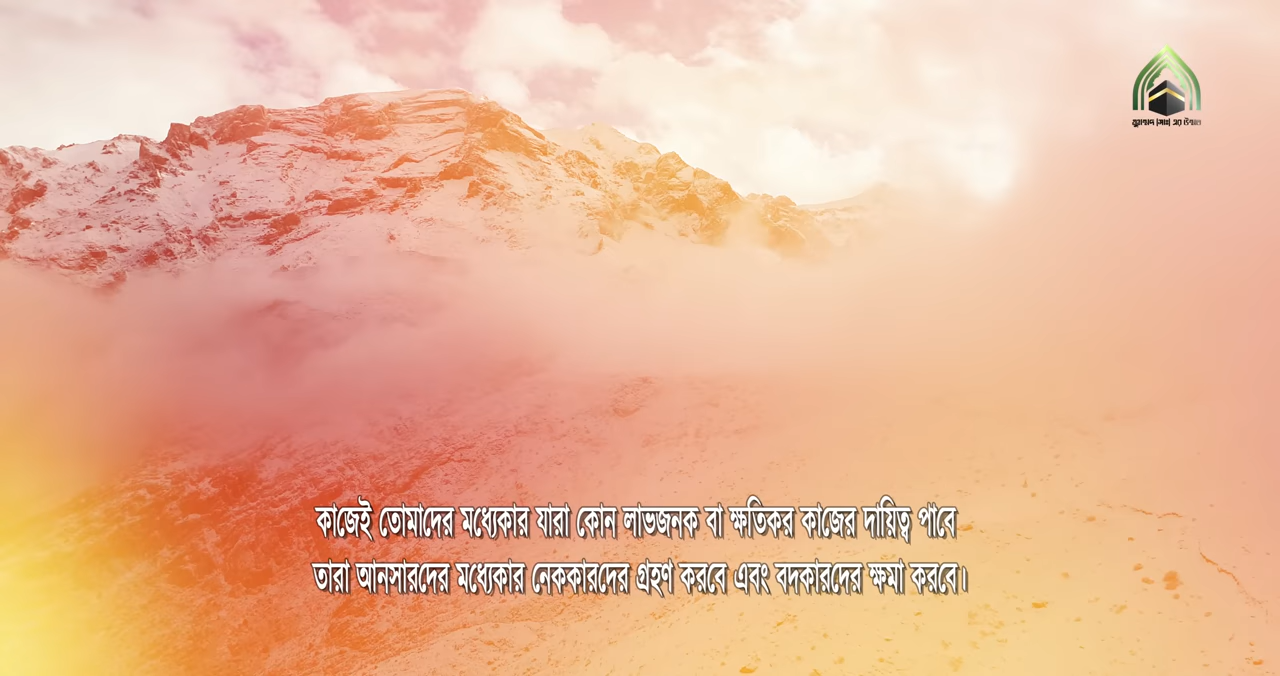 কাজেই তোমাদের মধ্যেকার যারা কোন লাভজনক বা ক্ষতিকর কাজের দায়িত্ব পাবে
তারা আনসারদের মধ্যেকার নেককারদের গ্রহণ করবে এবং বদকারদের ক্ষমা করবে।